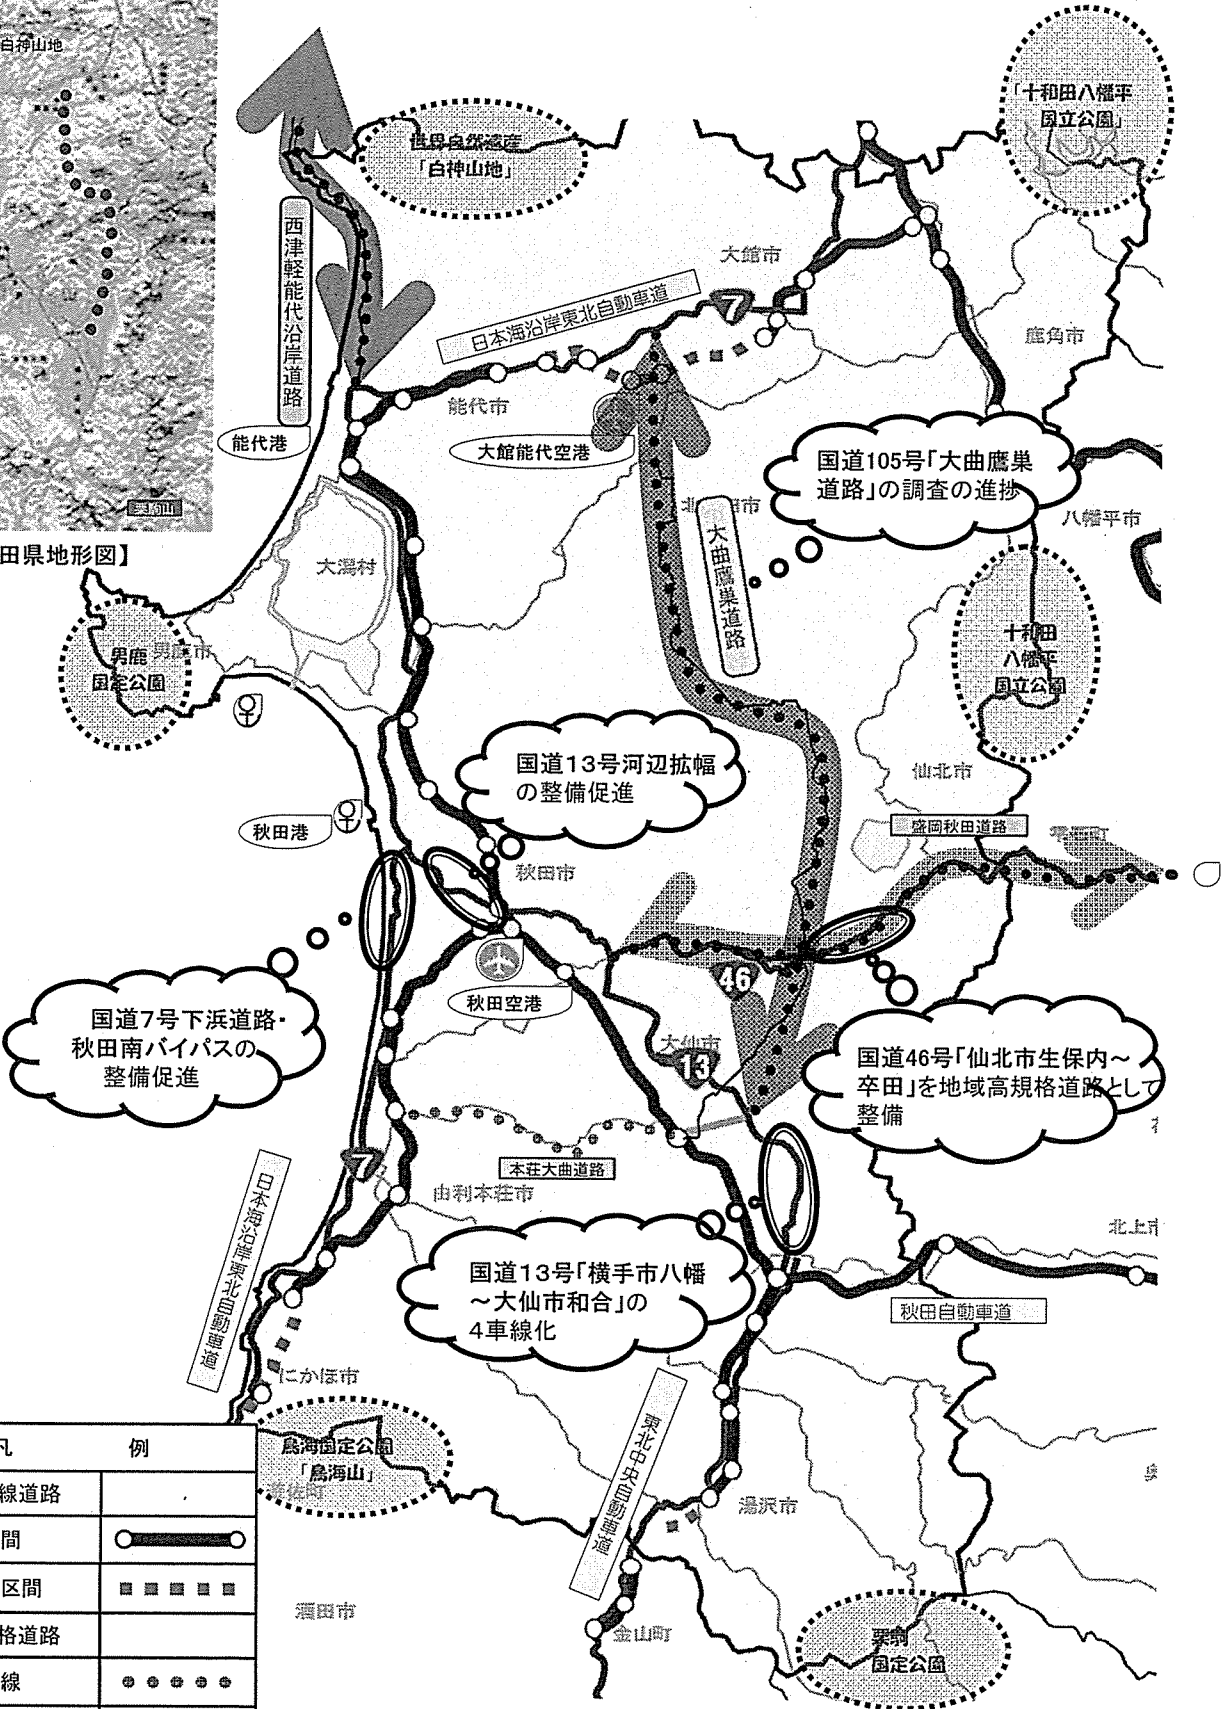 白神山地
田県地形図】
世界自然遺産
「白神山地」
「十和田八幡平
国立公園」
西津軽能代沿岸道路
大館市
日本海沿岸東北自動車道
7
鹿角市
能代市
能代港
大館能代空港
国道105号「大曲鷹巣
道路」の調査の進捗
八幡平市
大曲鷹巣道路
大潟村
男鹿市
男鹿
国定公園
十和田
八幡平
国立公園
国道13号河辺拡幅
の整備促進
仙北市
盛岡秋田道路
秋田港
秋田市
46
秋田空港
国道7号下浜道路・
秋田南バイパスの
整備促進
大仙市
13
国道46号「仙北市生保内～
卒田」を地域高規格道路として
整備
7
本荘大曲道路
由利本荘市
日本海沿岸東北自動車道
北上市
国道13号「横手市八幡
～大仙市和合」の
4車線化
秋田自動車道
にかほ市
東北中央自動車道
鳥海国定公園
「鳥海山」
湯沢市
酒田市
金山町
栗駒
国定公園
凡 例
線道路
間
区間
格道路
線